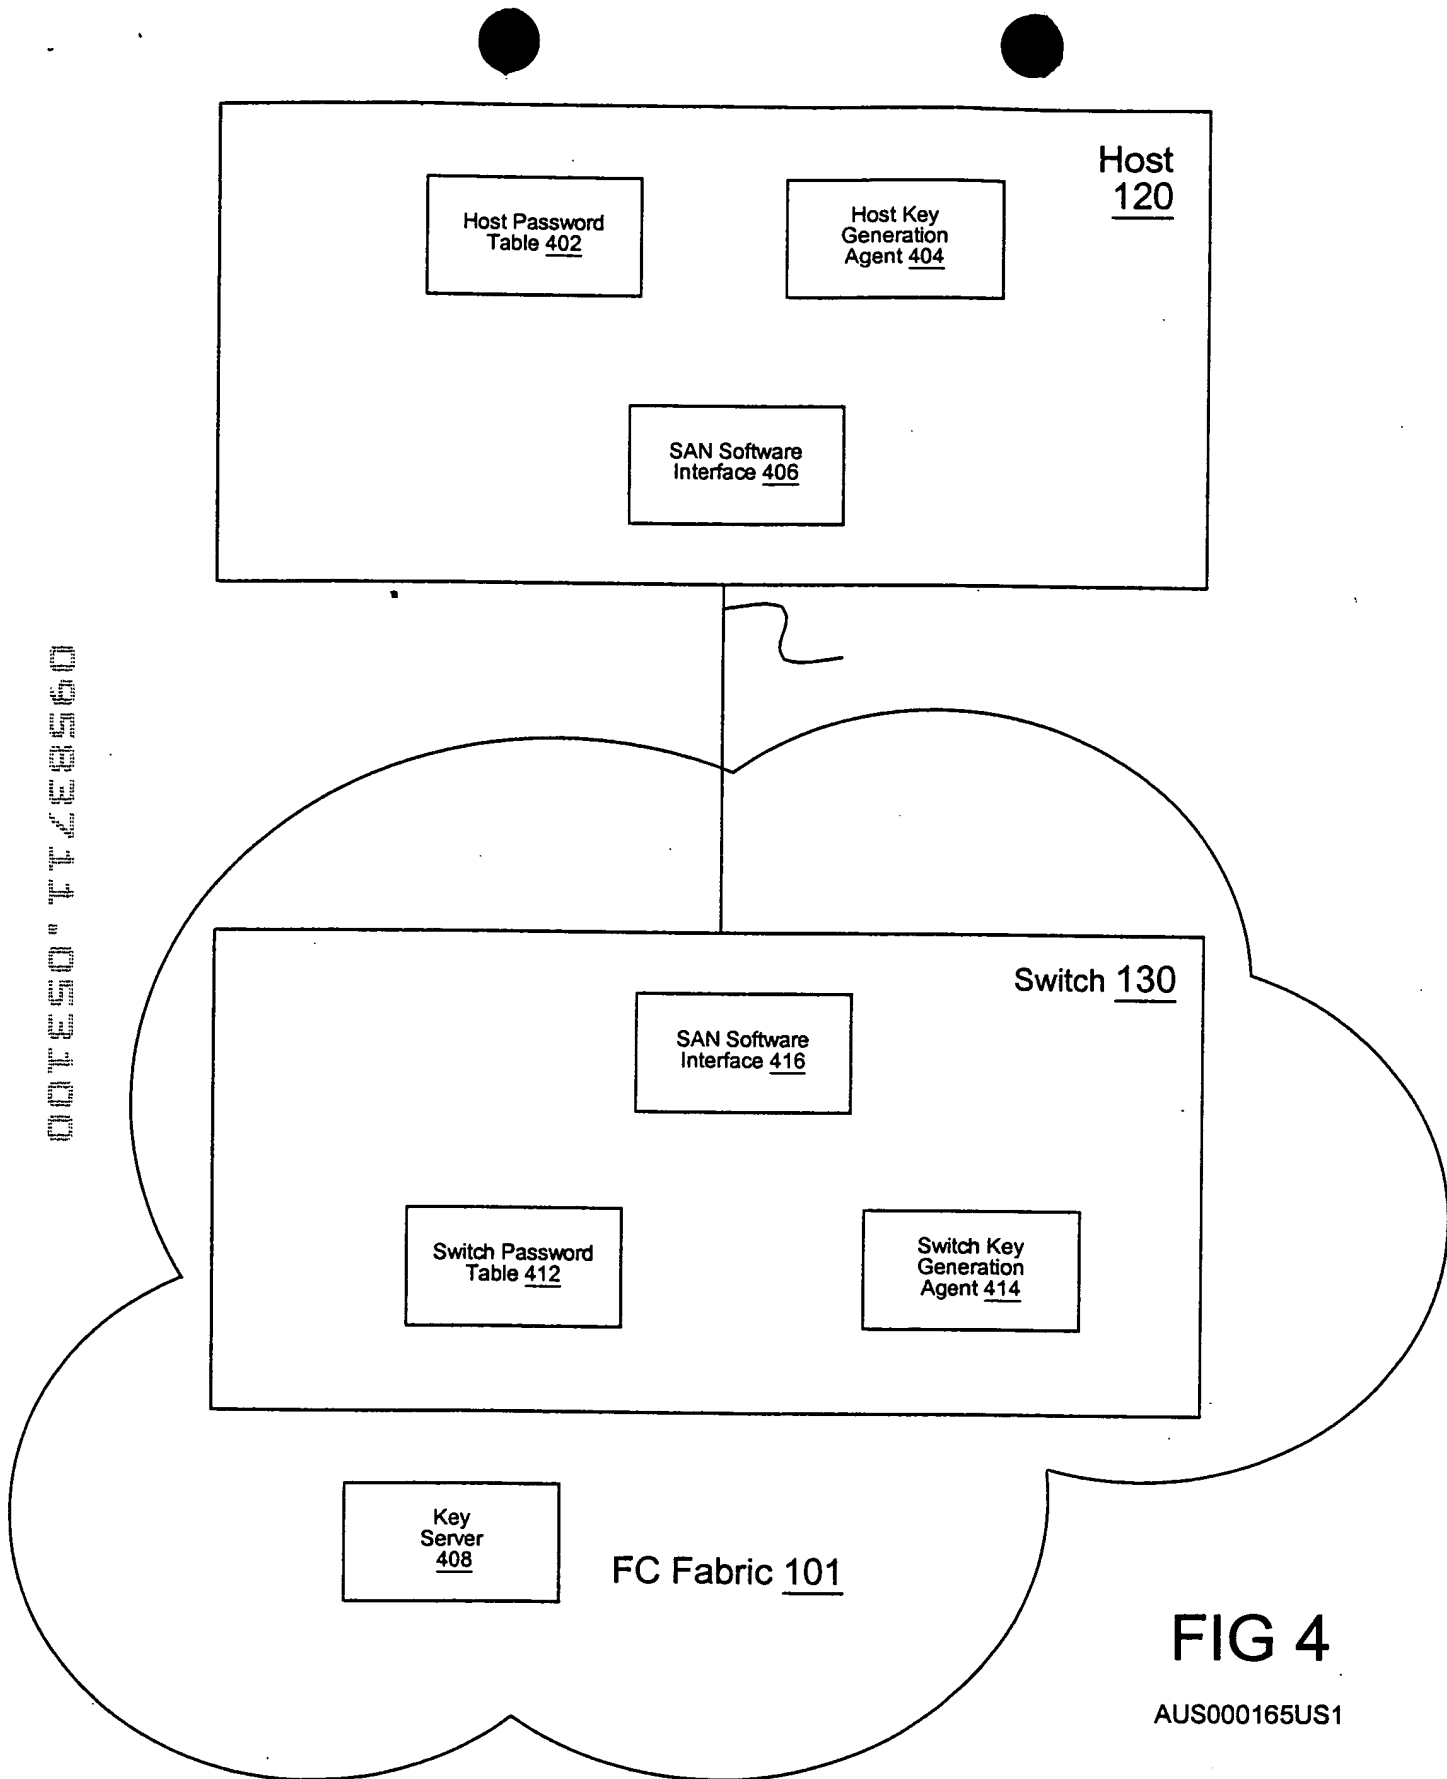 Host
120
Host Password
Table 402
Host Key
Generation
Agent 404
SAN Software
Interface 406
09583711.053100
Switch 130
SAN Software
Interface 416
Switch Password
Table 412
Switch Key
Generation
Agent 414
Key
Server
408
FC Fabric 101
FIG 4
AUS000165US1